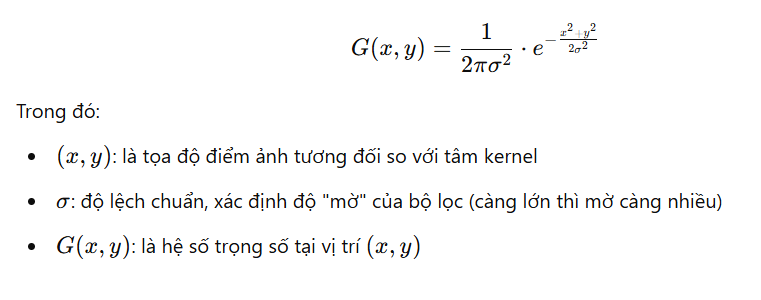 G(x, y) = \frac{1}{2\pi\sigma^2} \cdot e^{-\frac{x^2+y^2}{2\sigma^2}}
Trong đó:
• (x, y): là tọa độ điểm ảnh tương đối so với tâm kernel
• σ: độ lệch chuẩn, xác định độ "mờ" của bộ lọc (càng lớn thì mờ càng nhiều)
• G(x, y): là hệ số trọng số tại vị trí (x, y)